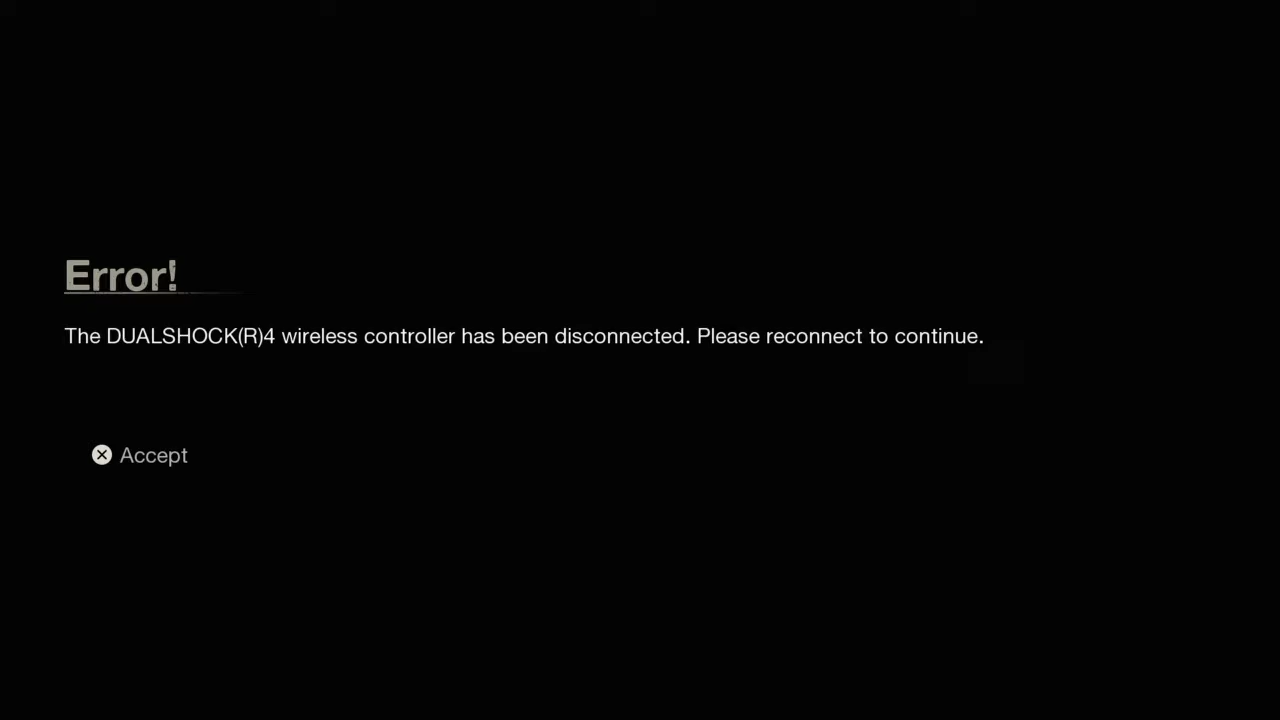 Error!
The DUALSHOCK(R)4 wireless controller has been disconnected. Please reconnect to continue.
Accept